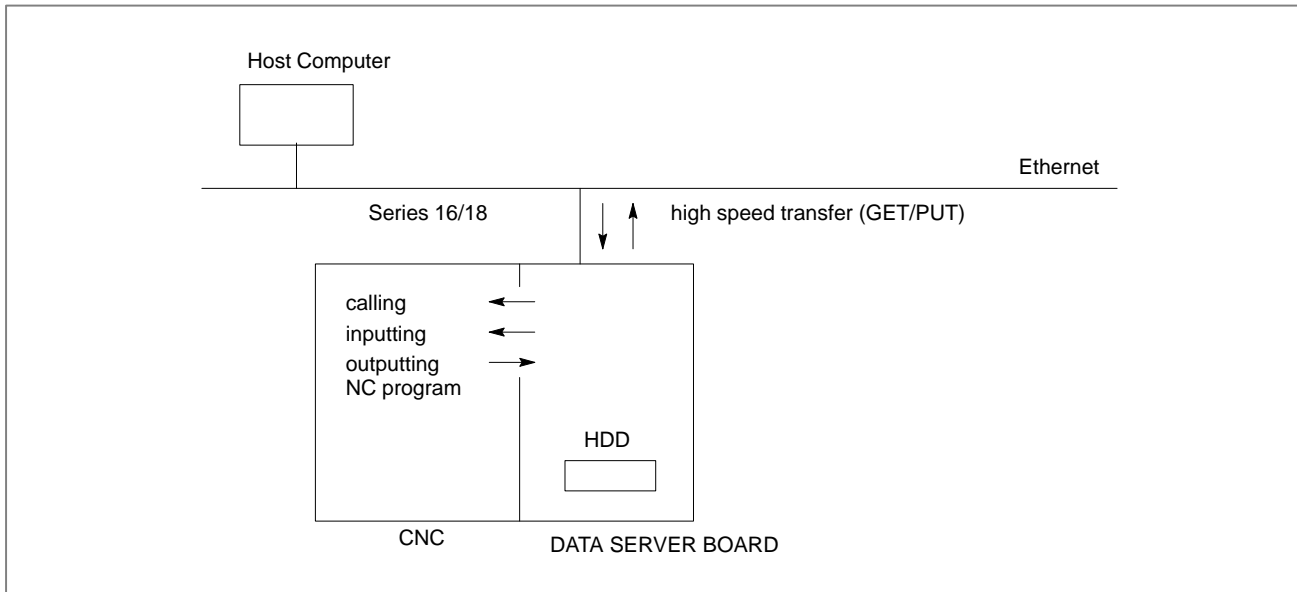 Host Computer
Ethernet
Series 16/18
high speed transfer (GET/PUT)
calling
inputting
outputting
NC program
HDD
CNC
DATA SERVER BOARD